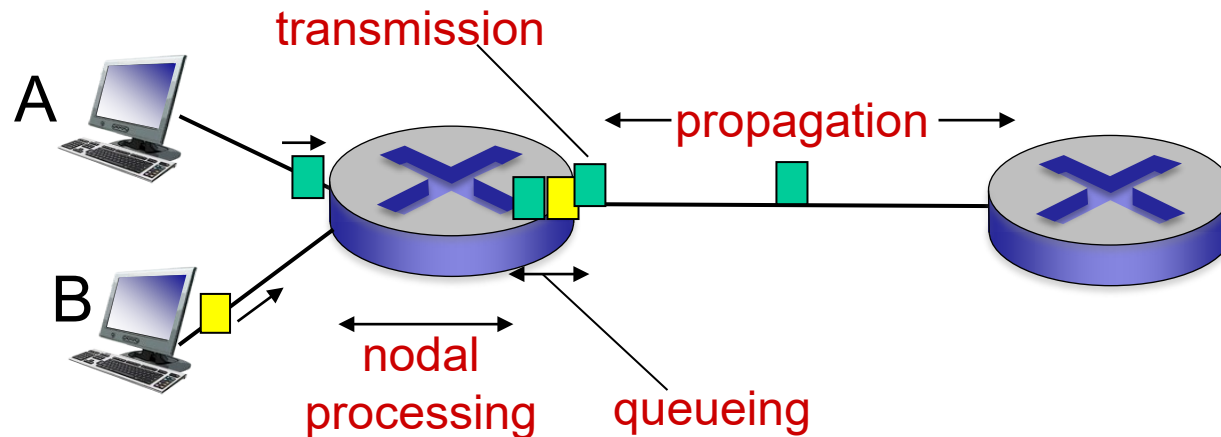 transmission
A
propagation
B
nodal
processing
queueing